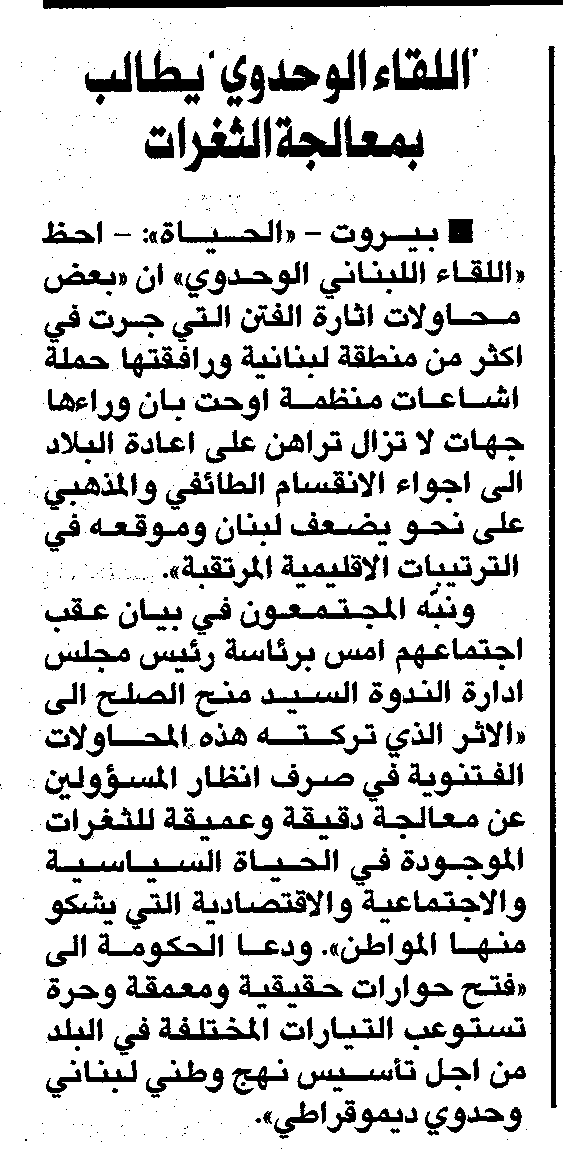 "اللقاء الوحدوي" يطالب
بمعالجة الثغرات
■ بيروت – «الحياة»: – احظ
«اللقاء اللبناني الوحدوي» ان «بعض
محاولات اثارة الفتن التي جرت في
اكثر من منطقة لبنانية ورافقتها حملة
اشاعات منظمة اوحت بان وراءها
جهات لا تزال تراهن على اعادة البلاد
الى اجواء الانقسام الطائفي والمذهبي
على نحو يضعف لبنان وموقعه في
الترتيبات الاقليمية المرتقبة».
ونبّه المجتمعون في بيان عقب
اجتماعهم امس برئاسة رئيس مجلس
ادارة الندوة السيد منح الصلح الى
«الاثر الذي تركته هذه المحاولات
الفتنوية في صرف انظار المسؤولين
عن معالجة دقيقة وعميقة للثغرات
الموجودة في الحياة السياسية
والاجتماعية والاقتصادية التي يشكو
منها المواطن». ودعا الحكومة الى
«فتح حوارات حقيقية ومعمقة وحرة
تستوعب التيارات المختلفة في البلد
من اجل تأسيس نهج وطني لبناني
وحدوي ديموقراطي».